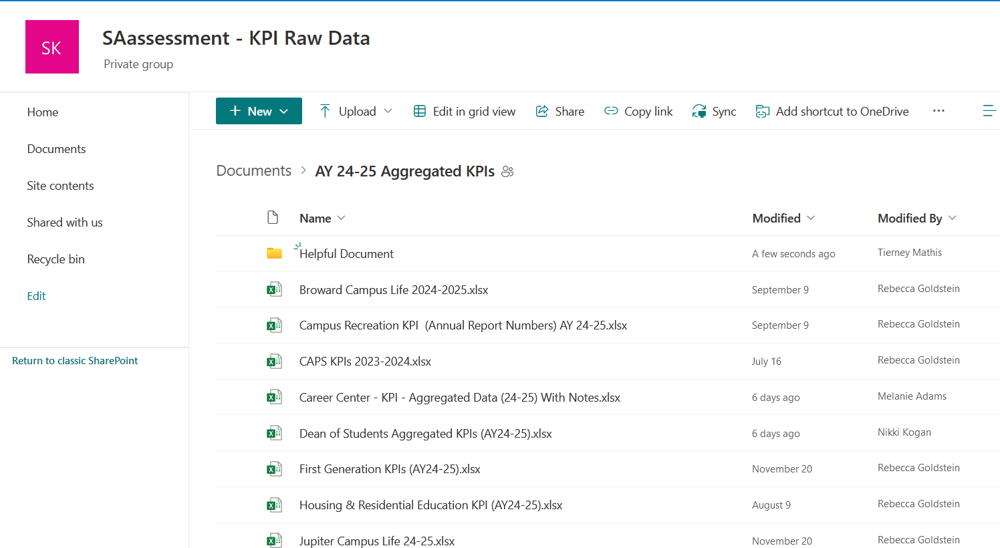 SK
SAassessment - KPI Raw Data
Private group
Home
Documents
Site contents
Shared with us
Recycle bin
Edit
Return to classic SharePoint
New Upload Edit in grid view Share Copy link Sync Add shortcut to OneDrive ...
Documents > AY 24-25 Aggregated KPIs
Name Modified Modified By
Helpful Document A few seconds ago Tierney Mathis
Broward Campus Life 2024-2025.xlsx September 9 Rebecca Goldstein
Campus Recreation KPI  (Annual Report Numbers) AY 24-25.xlsx September 9 Rebecca Goldstein
CAPS KPIs 2023-2024.xlsx July 16 Rebecca Goldstein
Career Center - KPI - Aggregated Data (24-25) With Notes.xlsx 6 days ago Melanie Adams
Dean of Students Aggregated KPIs (AY24-25).xlsx 6 days ago Nikki Kogan
First Generation KPIs (AY24-25).xlsx November 20 Rebecca Goldstein
Housing & Residential Education KPI (AY24-25).xlsx August 9 Rebecca Goldstein
Jupiter Campus Life 24-25.xlsx November 20 Rebecca Goldstein